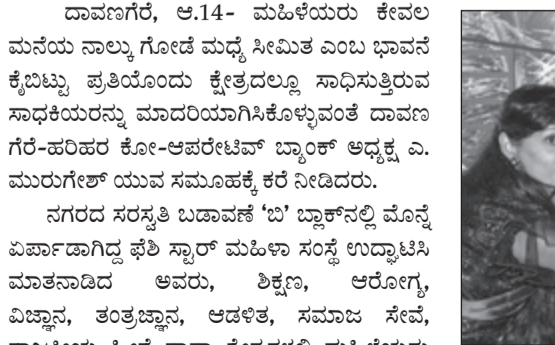 ದಾವಣಗೆರೆ, ಆ.14- ಮಹಿಳೆಯರು ಕೇವಲ
ಮನೆಯ ನಾಲ್ಕು ಗೋಡೆ ಮಧ್ಯೆ ಸೀಮಿತ ಎಂಬ ಭಾವನೆ
ಕೈಬಿಟ್ಟು ಪ್ರತಿಯೊಂದು ಕ್ಷೇತ್ರದಲ್ಲೂ ಸಾಧಿಸುತ್ತಿರುವ
ಸಾಧಕಿಯರನ್ನು ಮಾದರಿಯಾಗಿಸಿಕೊಳ್ಳುವಂತೆ ದಾವಣ
ಗೆರೆ-ಹರಿಹರ ಕೋ-ಆಪರೇಟಿವ್ ಬ್ಯಾಂಕ್ ಅಧ್ಯಕ್ಷ ಎ.
ಮುರುಗೇಶ್ ಯುವ ಸಮೂಹಕ್ಕೆ ಕರೆ ನೀಡಿದರು.
ನಗರದ ಸರಸ್ವತಿ ಬಡಾವಣೆ ‘ಬಿ’ ಬ್ಲಾಕ್‌ನಲ್ಲಿ ಮೊನ್ನೆ
ಏರ್ಪಾಡಾಗಿದ್ದ ಫೆಶಿ ಸ್ಟಾರ್ ಮಹಿಳಾ ಸಂಸ್ಥೆ ಉದ್ಘಾಟಿಸಿ
ಮಾತನಾಡಿದ ಅವರು, ಶಿಕ್ಷಣ, ಆರೋಗ್ಯ,
ವಿಜ್ಞಾನ, ತಂತ್ರಜ್ಞಾನ, ಆಡಳಿತ, ಸಮಾಜ ಸೇವೆ,